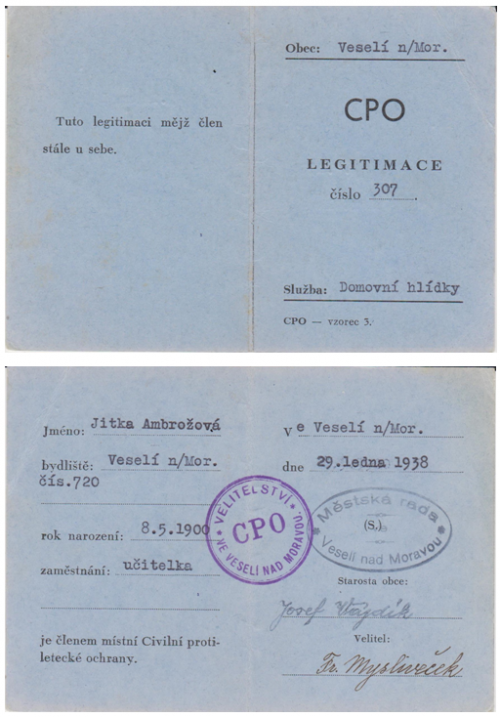 Tuto legitimaci mějž člen
stále u sebe.
Obec: Veselí n/Mor.
CPO
LEGITIMACE
číslo 307
Služba: Domovní hlídky
CPO — vzorec 3.
Jméno: Jitka Ambrožová
bydliště: Veselí n/Mor.
čís.720
rok narození: 8.5.1900
zaměstnání: učitelka
je členem místní Civilní proti-
letecké ochrany.
VELITELSTVÍ
CPO
VE VESELÍ NAD MORAVOU.
Ve Veselí n/Mor.
dne 29.ledna 1938
Městská rada
(S.)
Veselí nad Moravou
Starosta obce:
Josef
Velitel:
Fr. Mysliveček